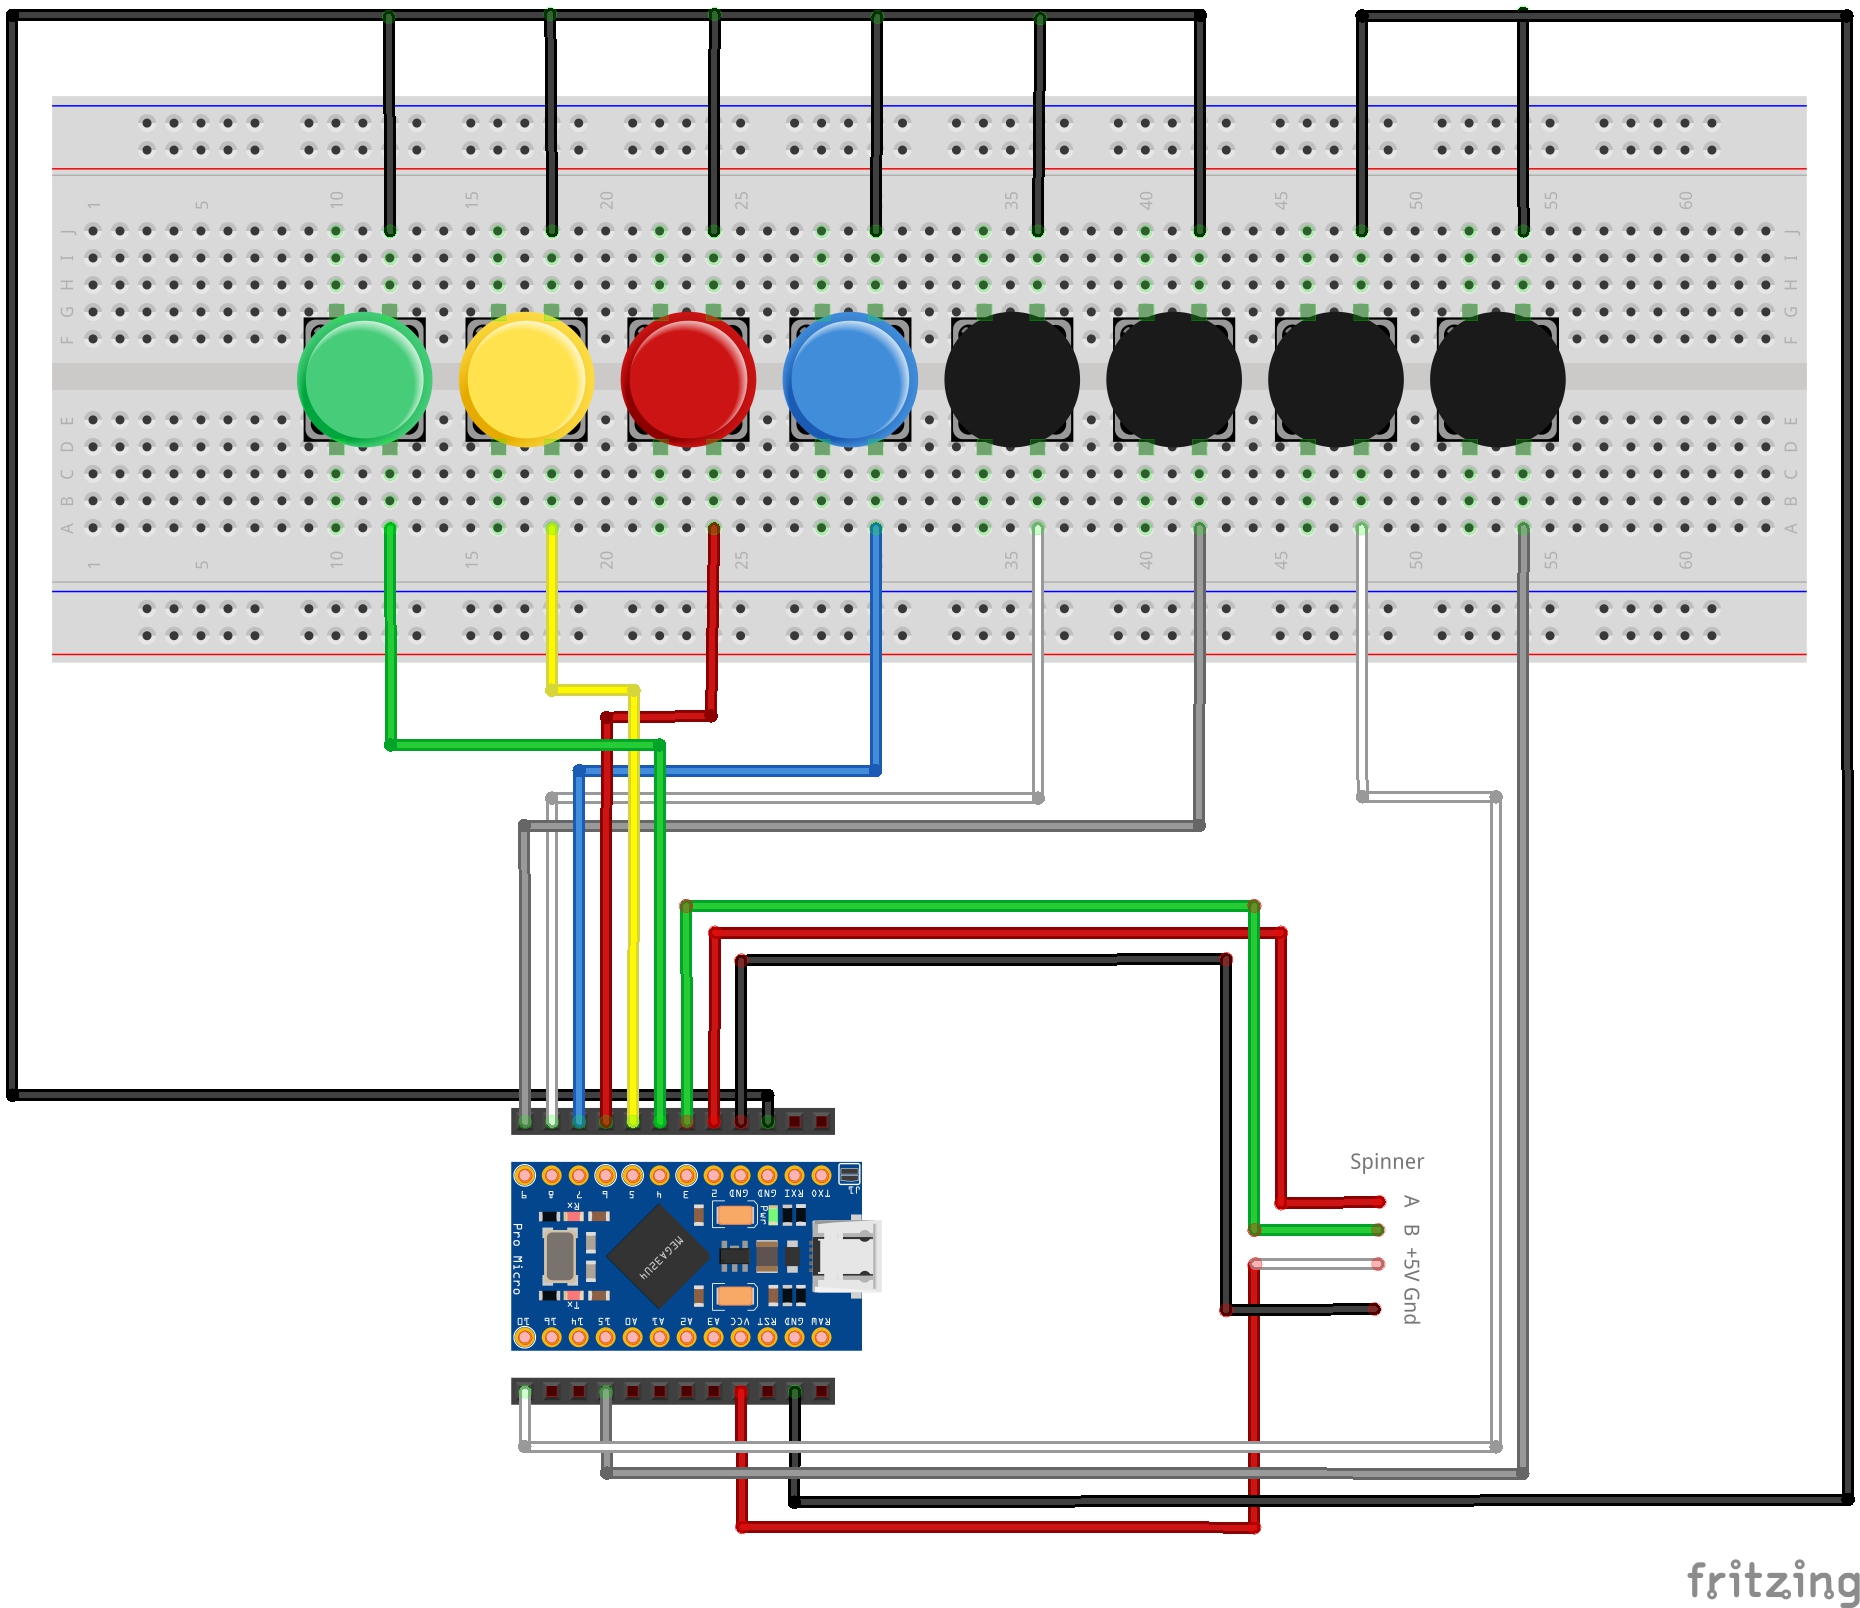 1 5 10 15 20 25 35 40 45 50 55 60
J J
I I
H H
G G
F F
E E
D D
C C
B B
A A
1 5 10 15 20 25 35 40 45 50 55 60
9 8 7 6 5 4 3 2 GND GND RXI TXO J1
Rx
Pwr
Pro Micro
MEGA32U4
Tx
10 16 14 15 A0 A1 A2 A3 VCC RST GND RAW
Spinner
A
B
+5V
Gnd
fritzing